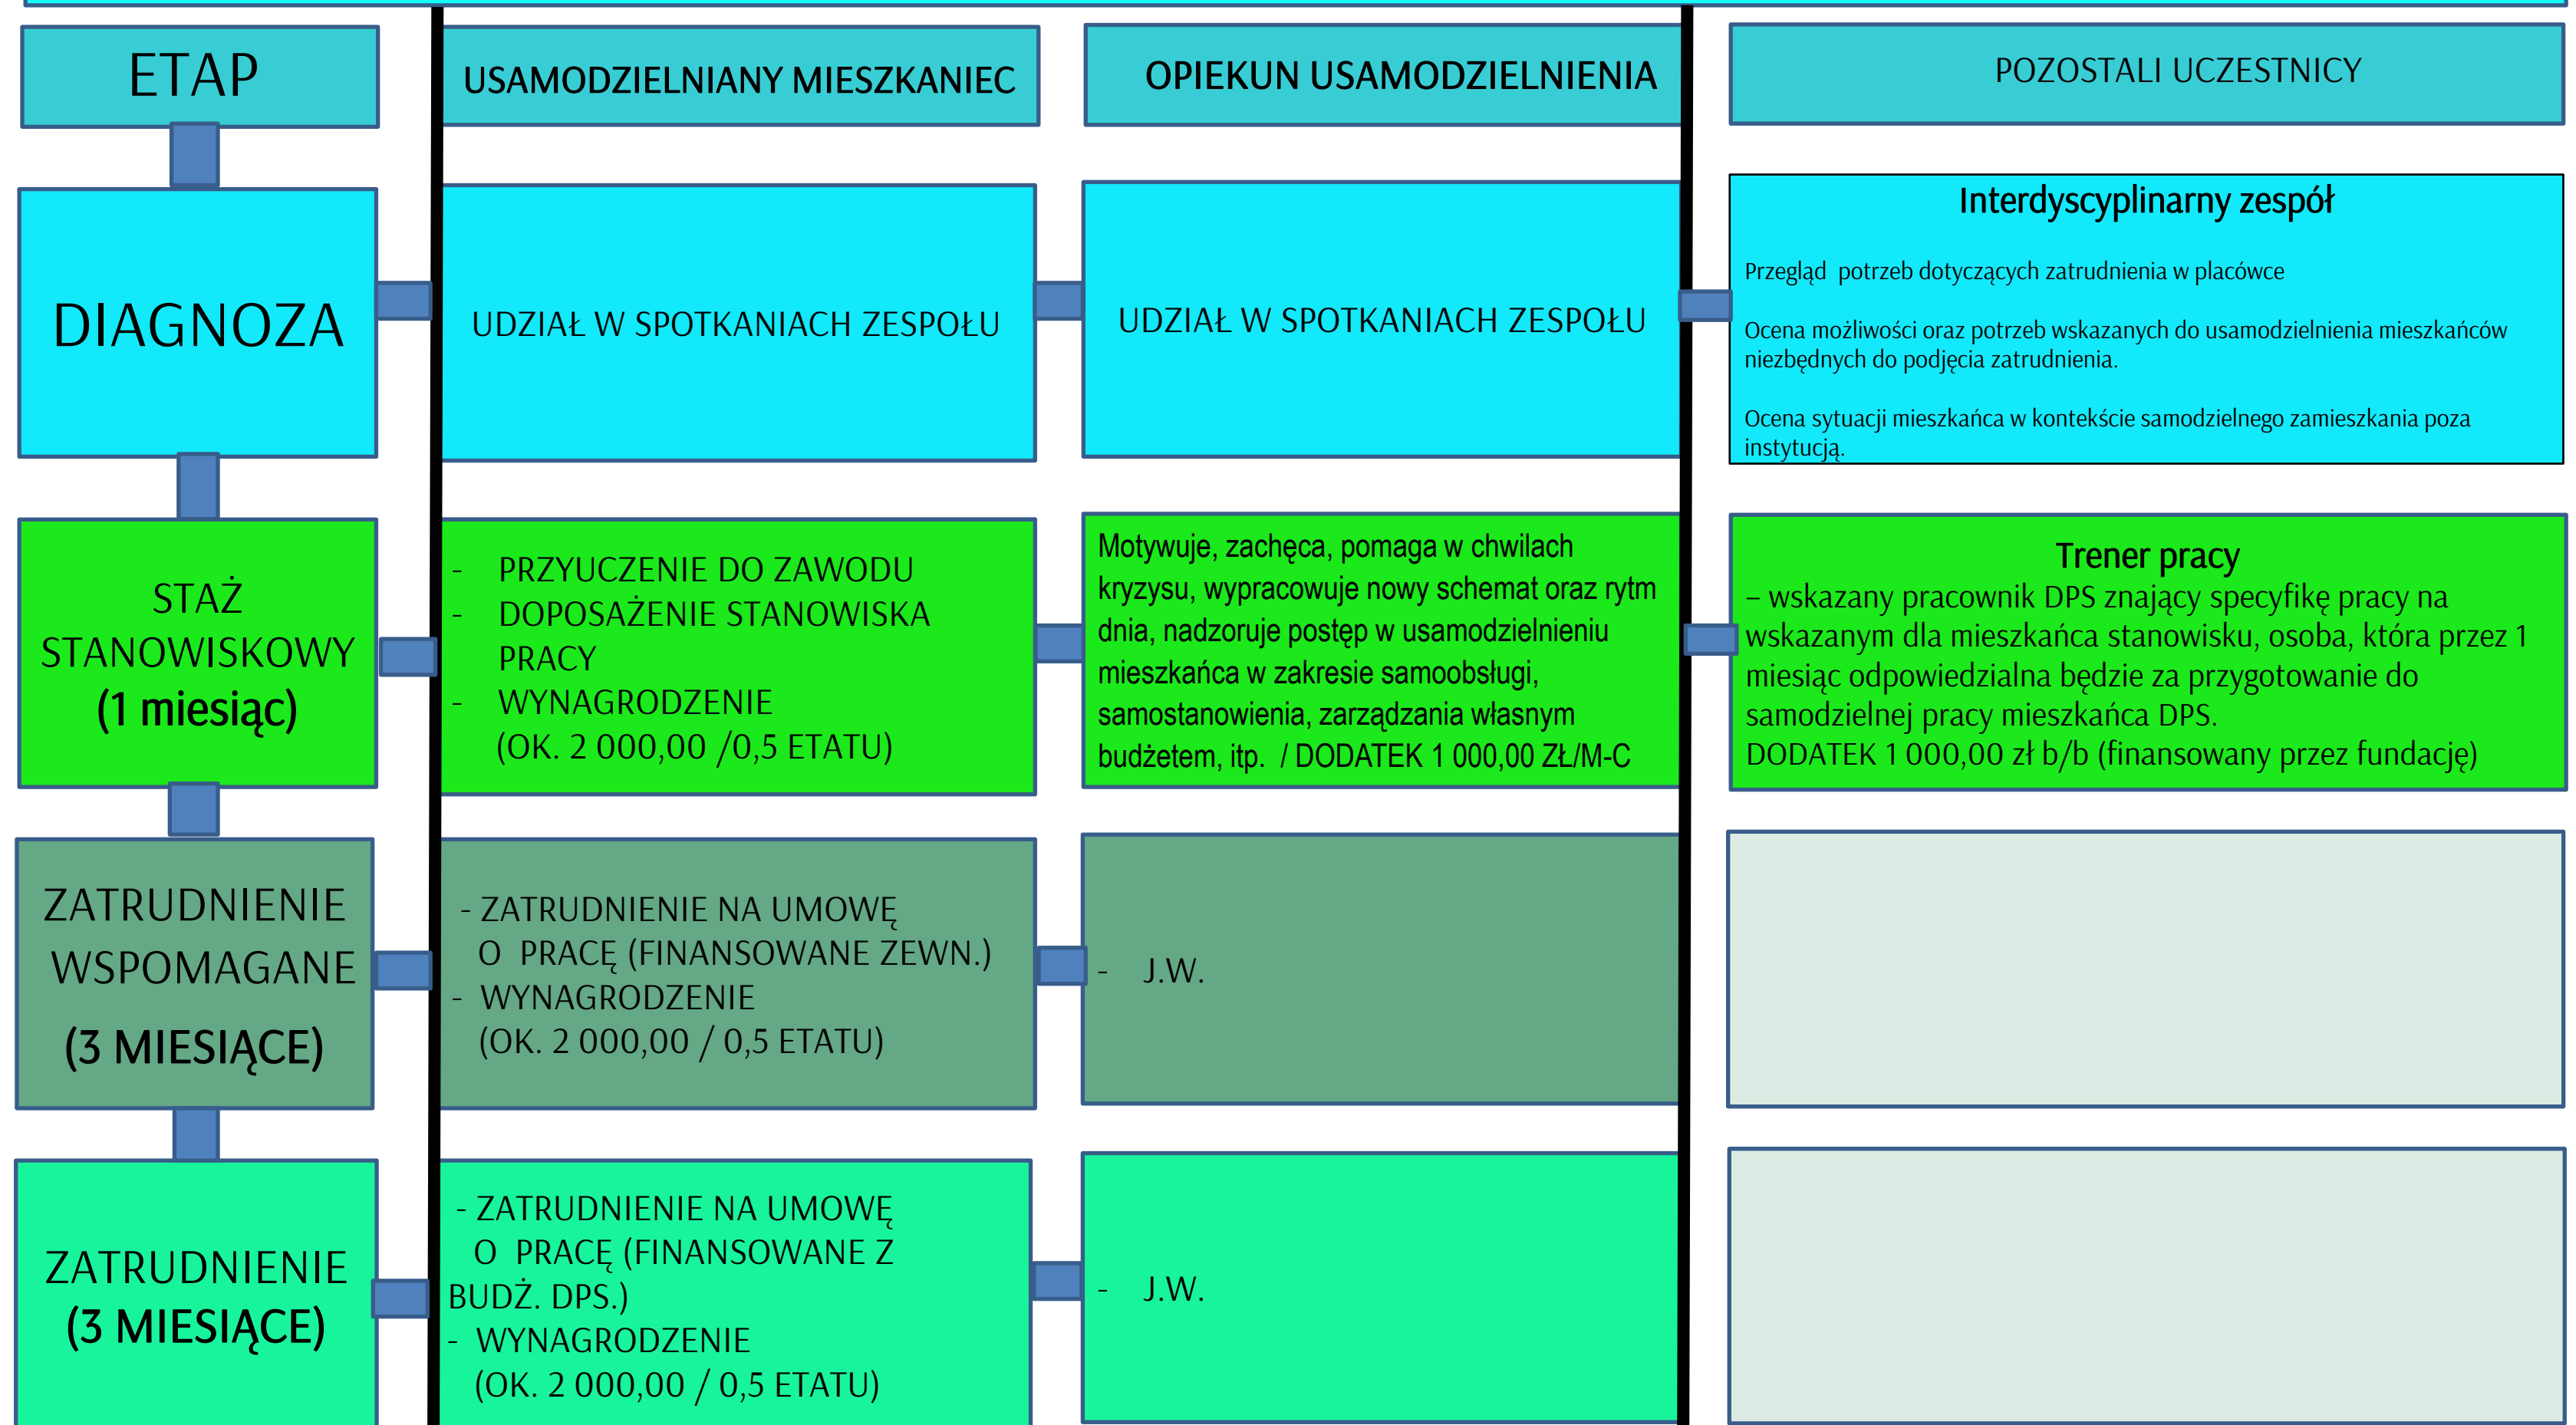 ETAP
USAMODZIELNIANY MIESZKANIEC
OPIEKUN USAMODZIELNIENIA
POZOSTALI UCZESTNICY
DIAGNOZA
UDZIAŁ W SPOTKANIACH ZESPOŁU
UDZIAŁ W SPOTKANIACH ZESPOŁU
Interdyscyplinarny zespół
Przegląd potrzeb dotyczących zatrudnienia w placówce
Ocena możliwości oraz potrzeb wskazanych do usamodzielnienia mieszkańców
niezbędnych do podjęcia zatrudnienia.
Ocena sytuacji mieszkańca w kontekście samodzielnego zamieszkania poza
instytucją.
STAŻ
STANOWISKOWY
(1 miesiąc)
- PRZYUCZENIE DO ZAWODU
- DOPOSAŻENIE STANOWISKA
PRACY
- WYNAGRODZENIE
(OK. 2 000,00 /0,5 ETATU)
Motywuje, zachęca, pomaga w chwilach
kryzysu, wypracowuje nowy schemat oraz rytm
dnia, nadzoruje postęp w usamodzielnieniu
mieszkańca w zakresie samoobsługi,
samostanowienia, zarządzania własnym
budżetem, itp. / DODATEK 1 000,00 ZŁ/M-C
Trener pracy
– wskazany pracownik DPS znający specyfikę pracy na
wskazanym dla mieszkańca stanowisku, osoba, która przez 1
miesiąc odpowiedzialna będzie za przygotowanie do
samodzielnej pracy mieszkańca DPS.
DODATEK 1 000,00 zł b/b (finansowany przez fundację)
ZATRUDNIENIE
WSPOMAGANE
(3 MIESIĄCE)
- ZATRUDNIENIE NA UMOWĘ
O PRACĘ (FINANSOWANE ZEWN.)
- WYNAGRODZENIE
(OK. 2 000,00 / 0,5 ETATU)
- J.W.
ZATRUDNIENIE
(3 MIESIĄCE)
- ZATRUDNIENIE NA UMOWĘ
O PRACĘ (FINANSOWANE Z
BUDŻ. DPS.)
- WYNAGRODZENIE
(OK. 2 000,00 / 0,5 ETATU)
- J.W.